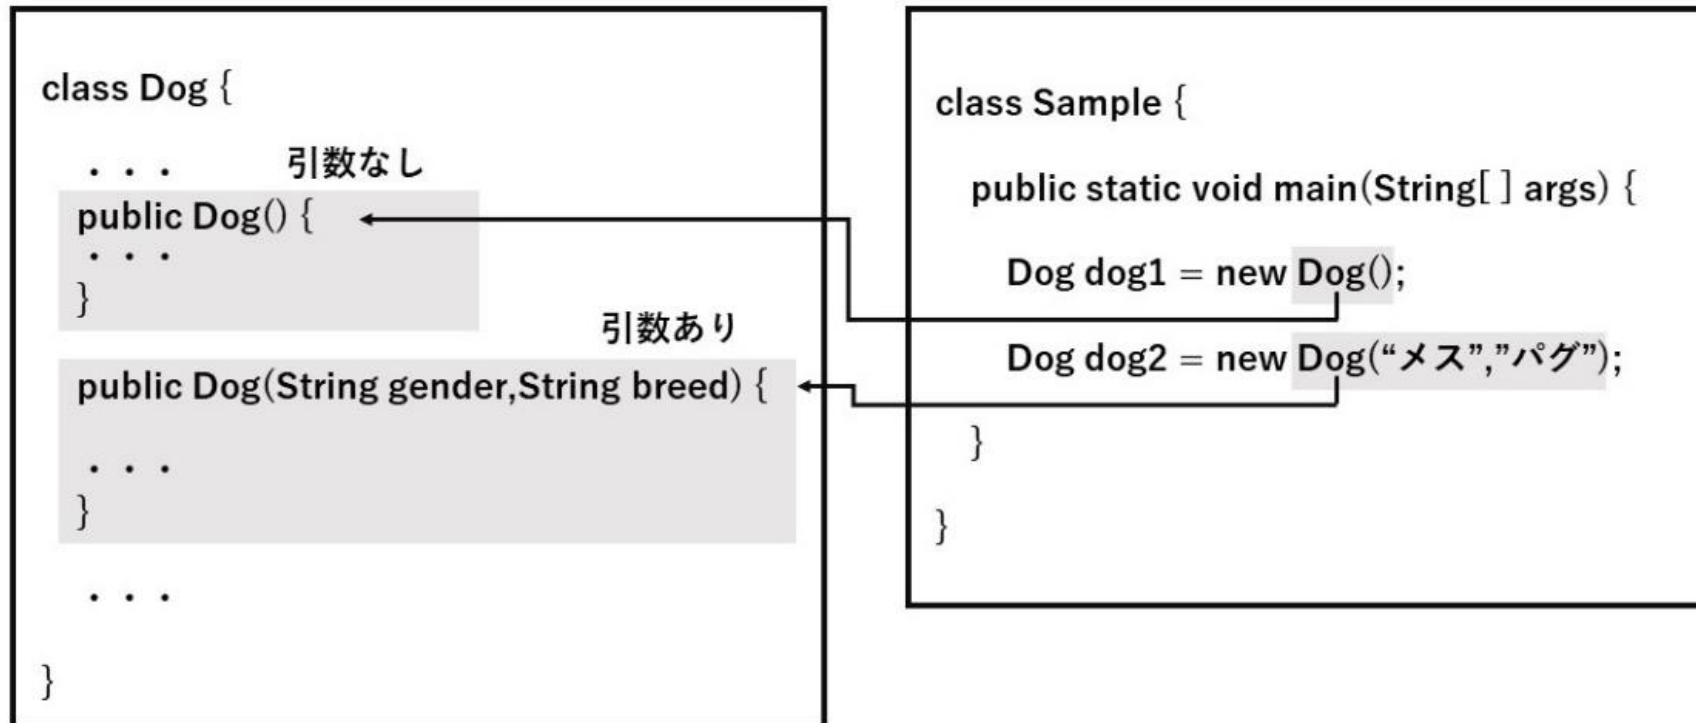 class Dog {
・・・
引数なし
public Dog() {
・・・
}
引数あり
public Dog(String gender,String breed) {
・・・
}
・・・
}
class Sample {
public static void main(String[ ] args) {
Dog dog1 = new Dog();
Dog dog2 = new Dog(“メス”,”パグ”);
}
}